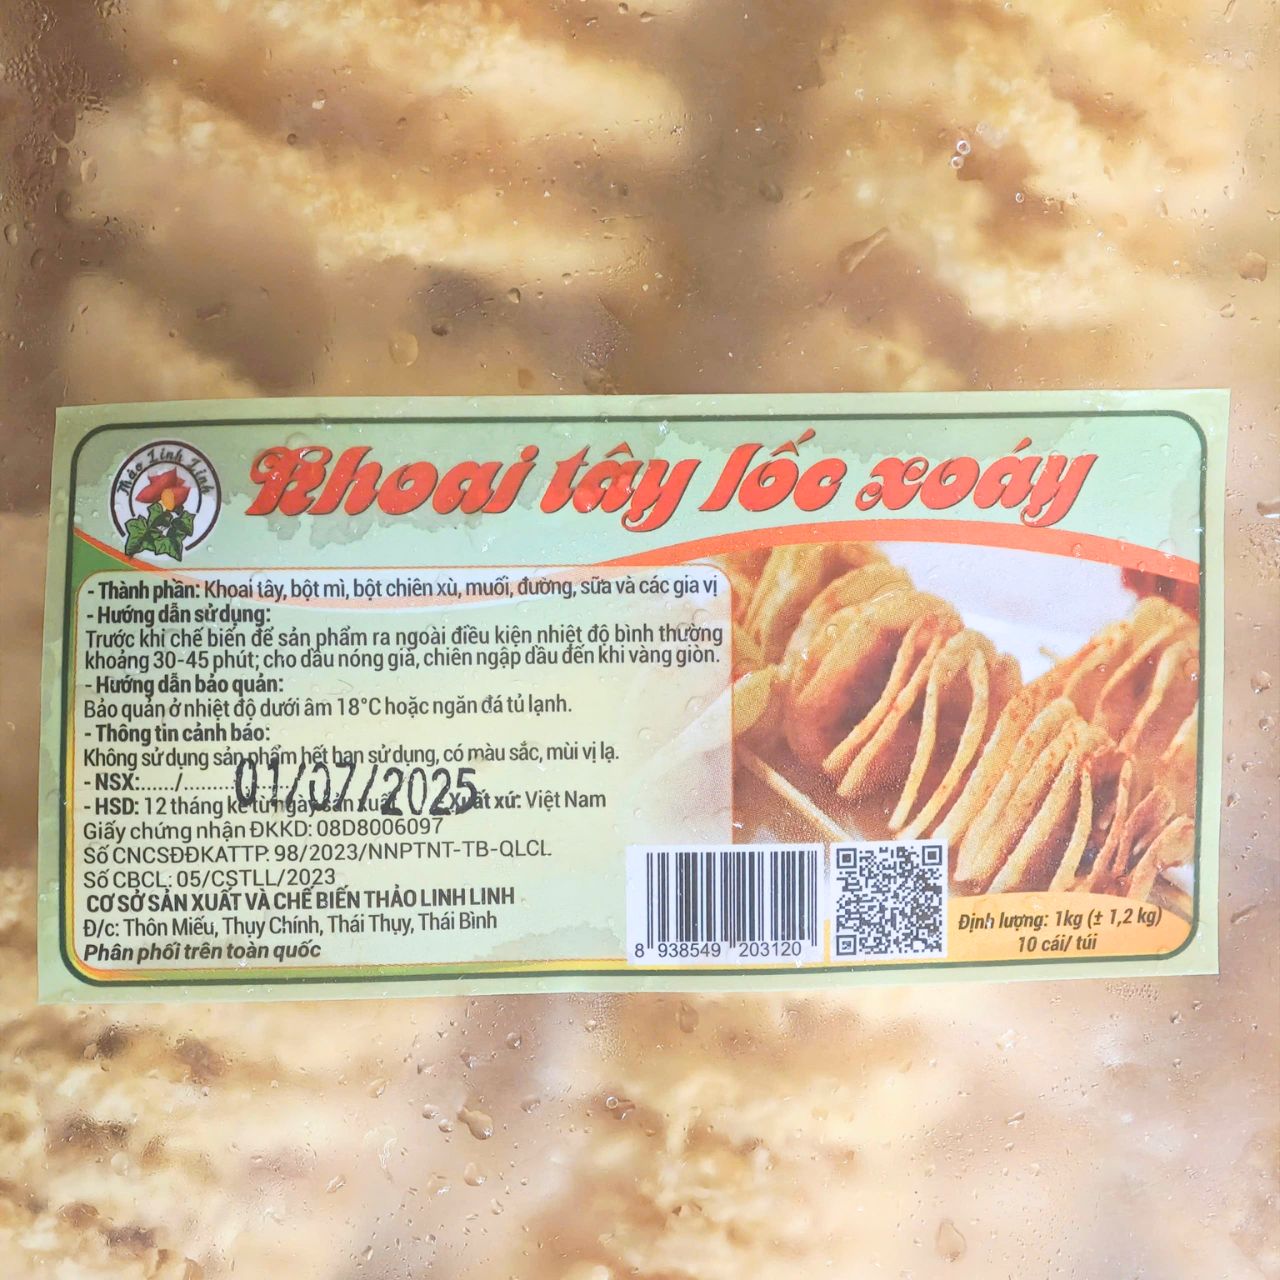 Thảo Linh Linh
Khoai tây lốc xoáy
- Thành phần: Khoai tây, bột mì, bột chiên xù, muối, đường, sữa và các gia vị
- Hướng dẫn sử dụng:
Trước khi chế biến để sản phẩm ra ngoài điều kiện nhiệt độ bình thường
khoảng 30-45 phút; cho dầu nóng già, chiên ngập dầu đến khi vàng giòn.
- Hướng dẫn bảo quản:
Bảo quản ở nhiệt độ dưới âm 18°C hoặc ngăn đá tủ lạnh.
- Thông tin cảnh báo:
Không sử dụng sản phẩm hết hạn sử dụng, có màu sắc, mùi vị lạ.
- NSX:....../......... 01/07/2025
- HSD: 12 tháng kể từ ngày sản xuất Xuất xứ: Việt Nam
Giấy chứng nhận ĐKKD: 08D8006097
Số CNCSĐĐKATTP. 98/2023/NNPTNT-TB-QLCL
Số CBCL: 05/CSTLL/2023
CƠ SỞ SẢN XUẤT VÀ CHẾ BIẾN THẢO LINH LINH
Đ/c: Thôn Miếu, Thụy Chính, Thái Thụy, Thái Bình
Phân phối trên toàn quốc
8 938549 203120
Định lượng: 1kg (± 1,2 kg)
10 cái/ túi